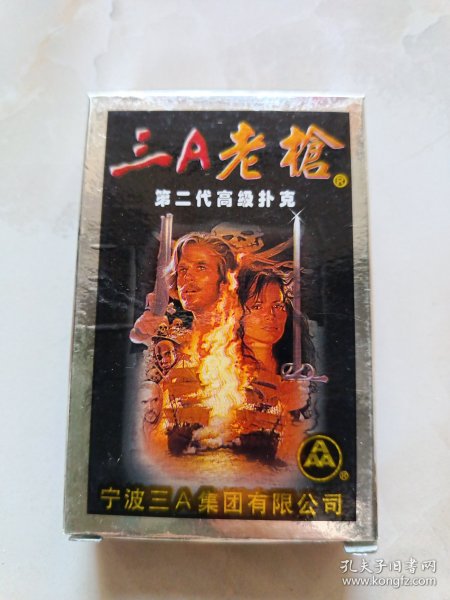 三A老槍®
第二代高级扑克
AAA
®
宁波三A集团有限公司
孔夫子旧书网
www.kongfz.com